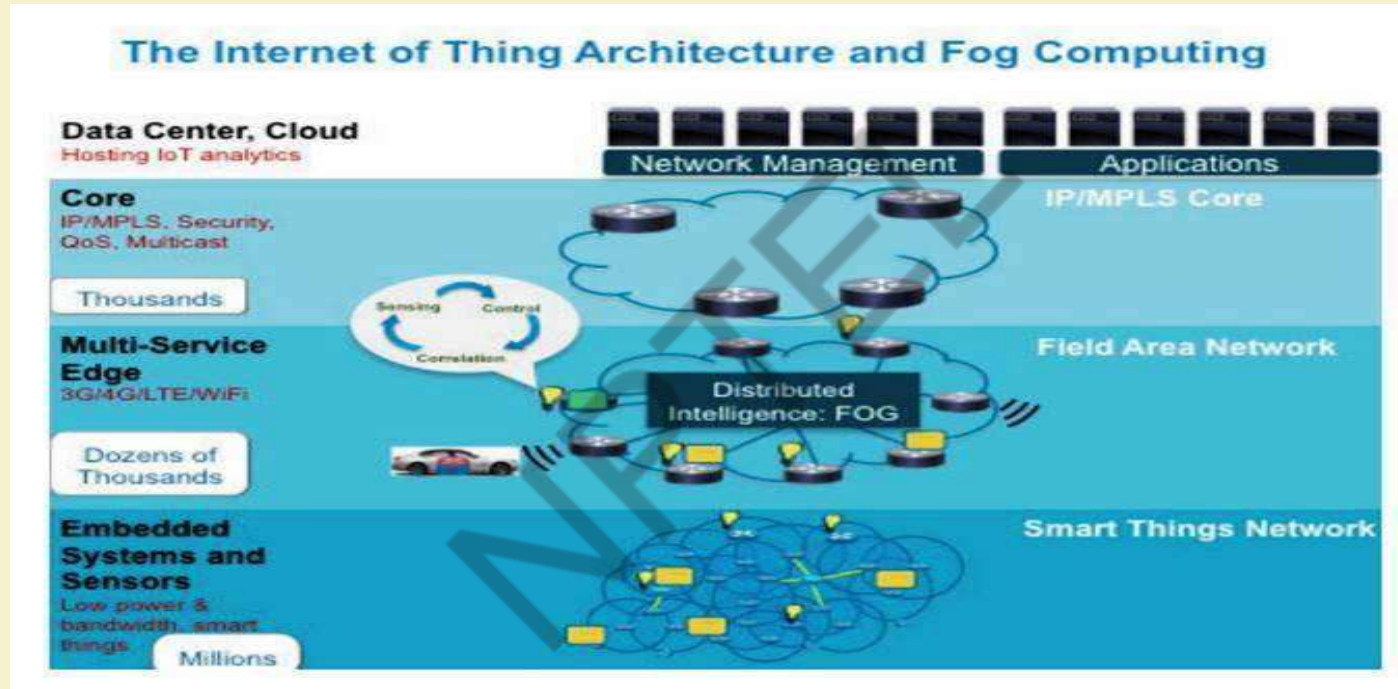 The Internet of Thing Architecture and Fog Computing
Data Center, Cloud
Hosting IoT analytics
Network Management
Applications
Core
IP/MPLS, Security,
QoS, Multicast
IP/MPLS Core
Thousands
Sensing
Control
Correlation
Multi-Service
Edge
3G/4G/LTE/WiFi
Field Area Network
Distributed
Intelligence: FOG
Dozens of
Thousands
Embedded
Systems and
Sensors
Low power &
bandwidth, smart
things
Smart Things Network
Millions
NPTEL